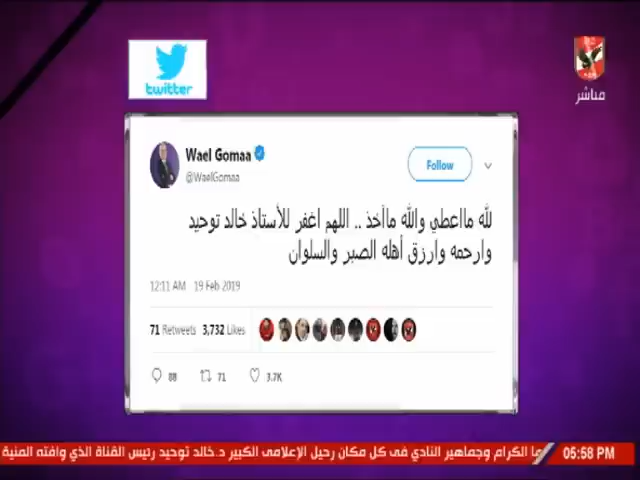 twitter
مباشر
Wael Gomaa
@WaelGomaa
Follow
لله مااعطي والله ماأخذ .. اللهم اغفر للأستاذ خالد توحيد
وارحمه وارزق أهله الصبر والسلوان
12:11 AM 19 Feb 2019
71 Retweets 3,732 Likes
88 71 3.7K
ما الكرام وجماهير النادي فى كل مكان رحيل الإعلامى الكبير د.خالد توحيد رئيس القناة الذي وافته المنية
05:58 PM